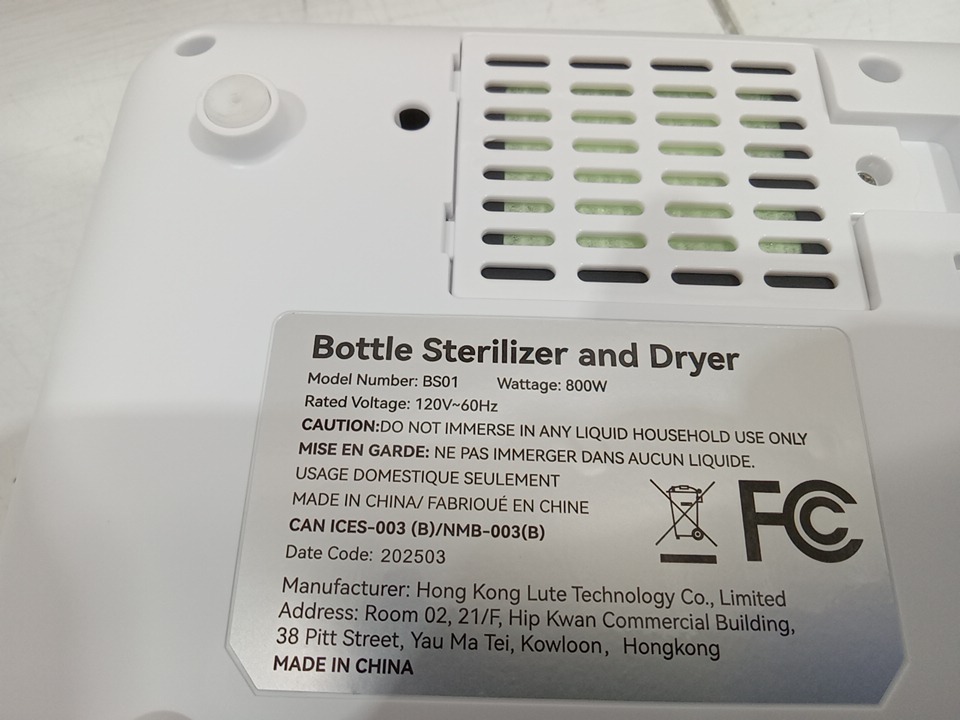 Bottle Sterilizer and Dryer
Model Number: BS01 Wattage: 800W
Rated Voltage: 120V~60Hz
CAUTION:DO NOT IMMERSE IN ANY LIQUID HOUSEHOLD USE ONLY
MISE EN GARDE: NE PAS IMMERGER DANS AUCUN LIQUIDE.
USAGE DOMESTIQUE SEULEMENT
MADE IN CHINA/ FABRIOUÉ EN CHINE
CAN ICES-003 (B)/NMB-003(B)
Date Code: 202503
FC
Manufacturer: Hong Kong Lute Technology Co., Limited
Address: Room 02, 21/F, Hip Kwan Commercial Building,
38 Pitt Street, Yau Ma Tei, Kowloon, Hongkong
MADE IN CHINA